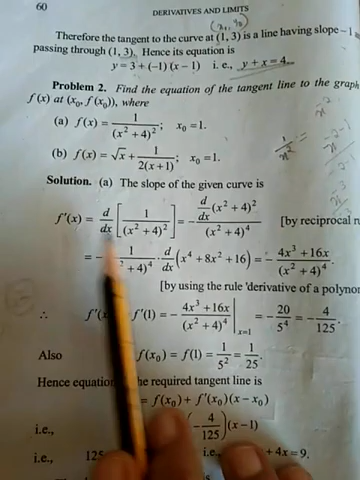 60
DERIVATIVES AND LIMITS
Therefore the tangent to the curve at (1, 3) is a line having slope −1
passing through (1, 3). Hence its equation is
y = 3 + (−1) (x − 1) i. e., y + x = 4.
Problem 2. Find the equation of the tangent line to the graph
f (x) at (x₀, f (x₀)), where
(a) f(x) = 1/(x² + 4)²; x₀ = 1.
(b) f(x) = √x + 1/2(x + 1); x₀ = 1.
Solution. (a) The slope of the given curve is
f′(x) = d/dx [1/(x² + 4)²] = − d/dx (x² + 4)²/(x² + 4)⁴ [by reciprocal
= − 1/(x² + 4)⁴ d/dx (x⁴ + 8x² + 16) = − 4x³ + 16x/(x² + 4)⁴.
[by using the rule 'derivative of a
∴ f′(1) = − 4x³ + 16x/(x² + 4)⁴ |x=1 = − 20/5⁴ = − 4/125.
Also f(x₀) = f(1) = 1/5² = 1/25.
Hence the required tangent line is
= f(x₀) + f′(x₀)(x − x₀)
i.e., (− 4/125)(x − 1)
i.e., 125 i.e., + 4x = 9.